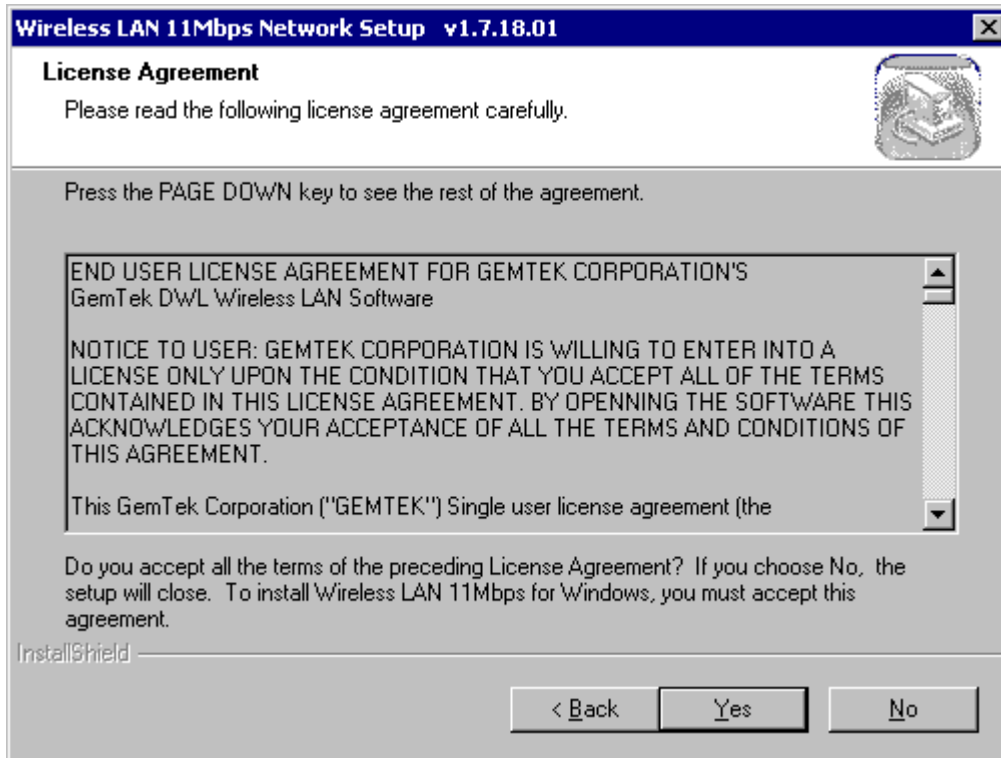 Wireless LAN 11Mbps Network Setup v1.7.18.01
License Agreement
Please read the following license agreement carefully.
Press the PAGE DOWN key to see the rest of the agreement.
END USER LICENSE AGREEMENT FOR GEMTEK CORPORATION'S
GemTek DWL Wireless LAN Software
NOTICE TO USER: GEMTEK CORPORATION IS WILLING TO ENTER INTO A
LICENSE ONLY UPON THE CONDITION THAT YOU ACCEPT ALL OF THE TERMS
CONTAINED IN THIS LICENSE AGREEMENT. BY OPENNING THE SOFTWARE THIS
ACKNOWLEDGES YOUR ACCEPTANCE OF ALL THE TERMS AND CONDITIONS OF
THIS AGREEMENT.
This GemTek Corporation ("GEMTEK") Single user license agreement (the
Do you accept all the terms of the preceding License Agreement? If you choose No, the
setup will close. To install Wireless LAN 11Mbps for Windows, you must accept this
agreement.
InstallShield
< Back Yes No